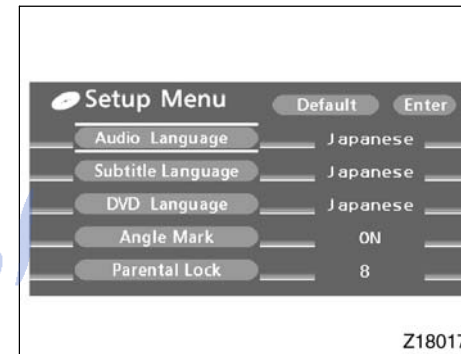 Setup Menu Default Enter
Audio Language Japanese
Subtitle Language Japanese
DVD Language Japanese
Angle Mark ON
Parental Lock 8
Z18017